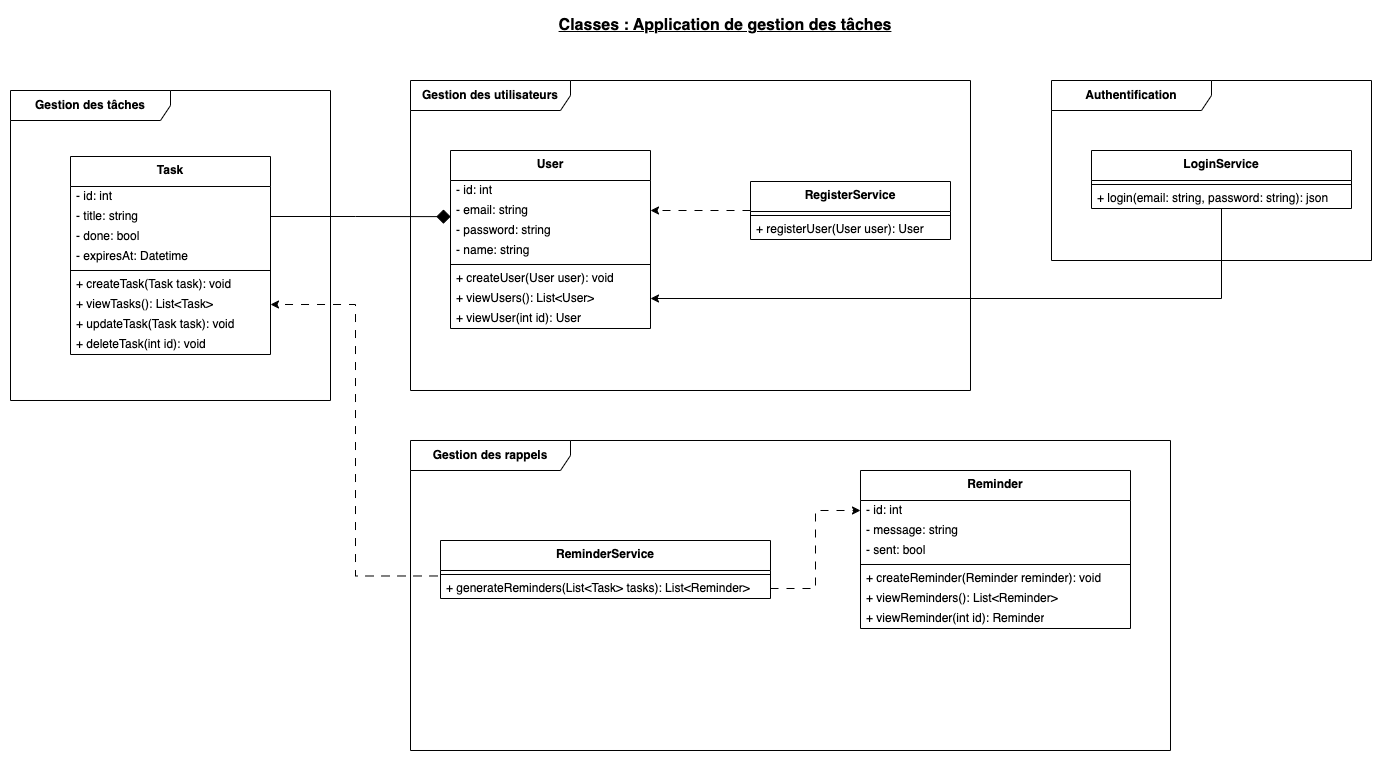 Classes : Application de gestion des tâches
Gestion des tâches
Task
- id: int
- title: string
- done: bool
- expiresAt: Datetime
+ createTask(Task task): void
+ viewTasks(): List<Task>
+ updateTask(Task task): void
+ deleteTask(int id): void
Gestion des utilisateurs
User
- id: int
- email: string
- password: string
- name: string
+ createUser(User user): void
+ viewUsers(): List<User>
+ viewUser(int id): User
RegisterService
+ registerUser(User user): User
Authentification
LoginService
+ login(email: string, password: string): json
Gestion des rappels
ReminderService
+ generateReminders(List<Task> tasks): List<Reminder>
Reminder
- id: int
- message: string
- sent: bool
+ createReminder(Reminder reminder): void
+ viewReminders(): List<Reminder>
+ viewReminder(int id): Reminder